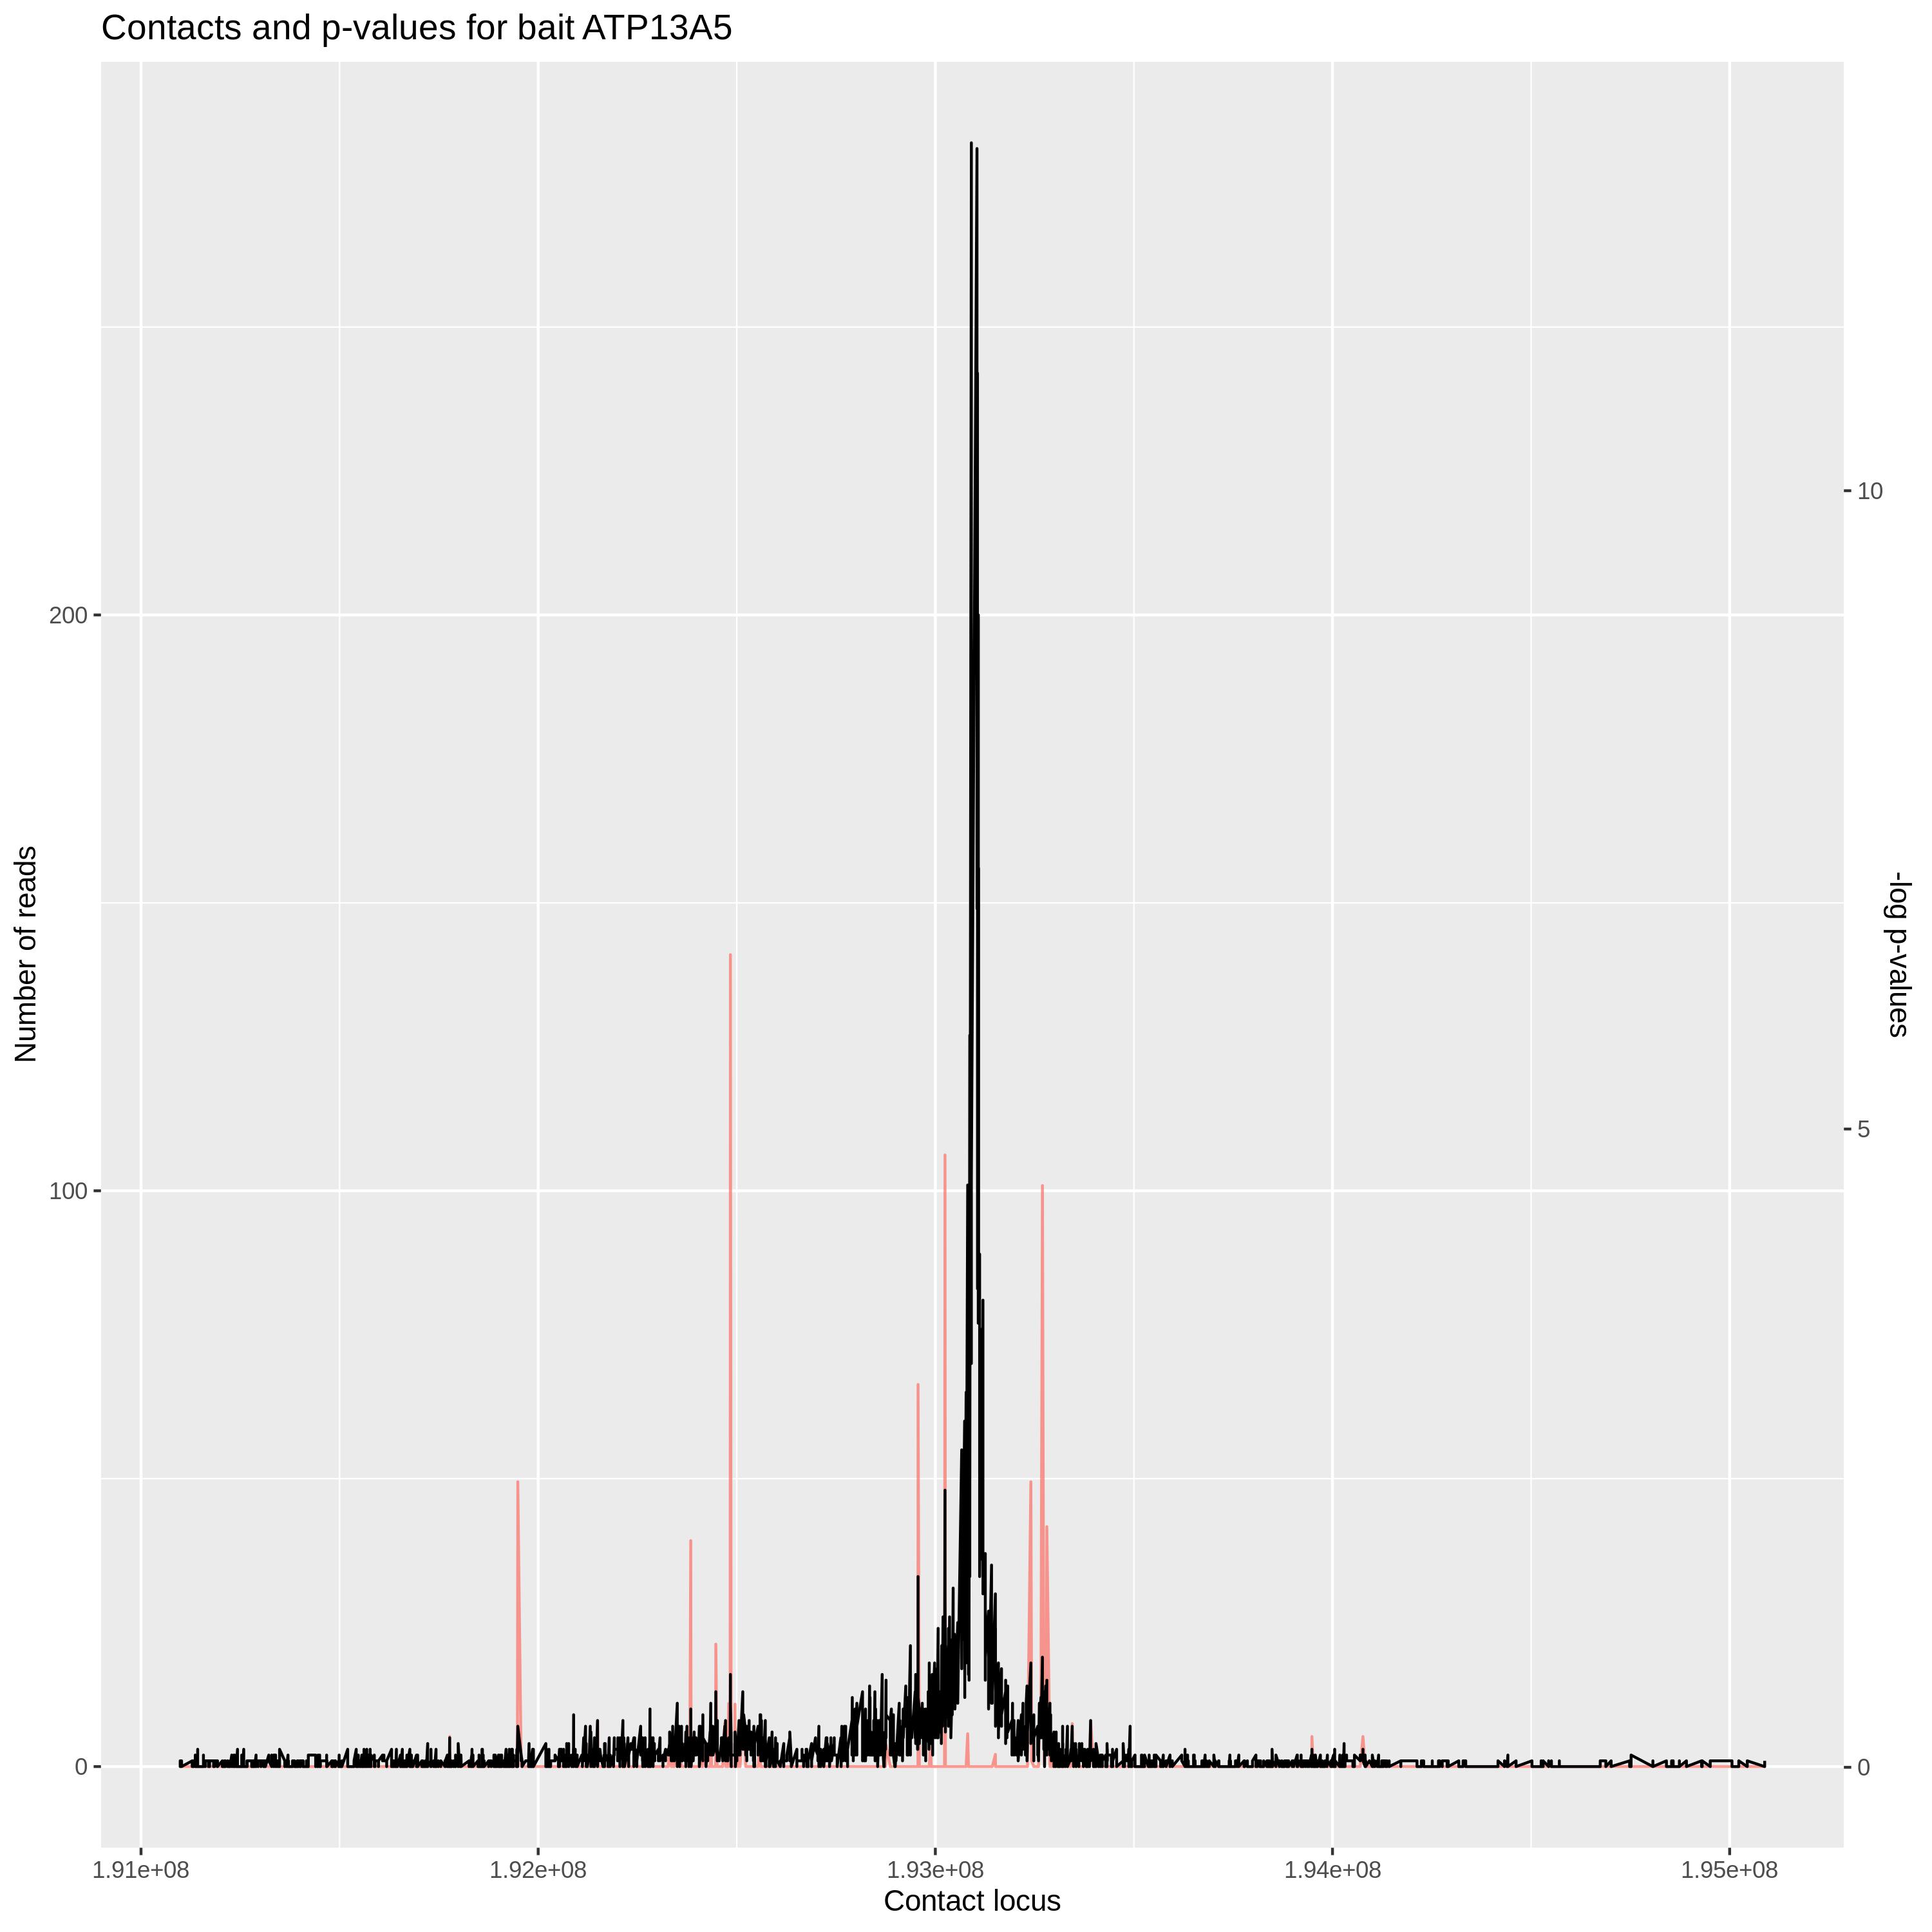 Contacts and p-values for bait ATP13A5
Number of reads
200
100
0
10
5
0
-log p-values
1.91e+08 1.92e+08 1.93e+08 1.94e+08 1.95e+08
Contact locus